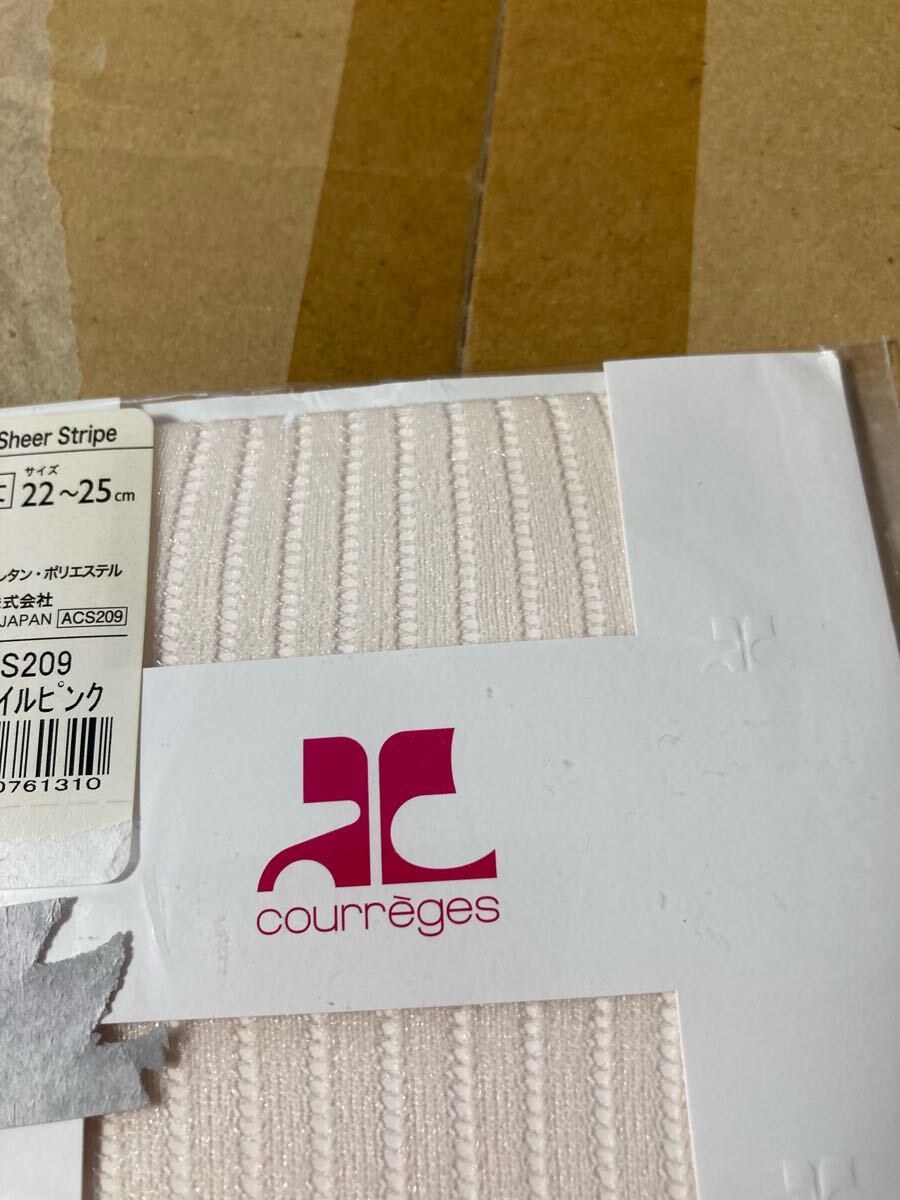 Sheer Stripe
サイズ
22～25cm
レタン・ポリエステル
株式会社
JAPAN ACS209
S209
イルピンク
0761310
courrèges